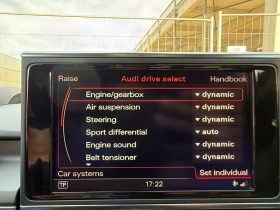 Raise Audi drive select Handbook
Engine/gearbox dynamic
Air suspension dynamic
Steering dynamic
Sport differential auto
Engine sound dynamic
Belt tensioner dynamic
Car systems Set individual
TP 17:22